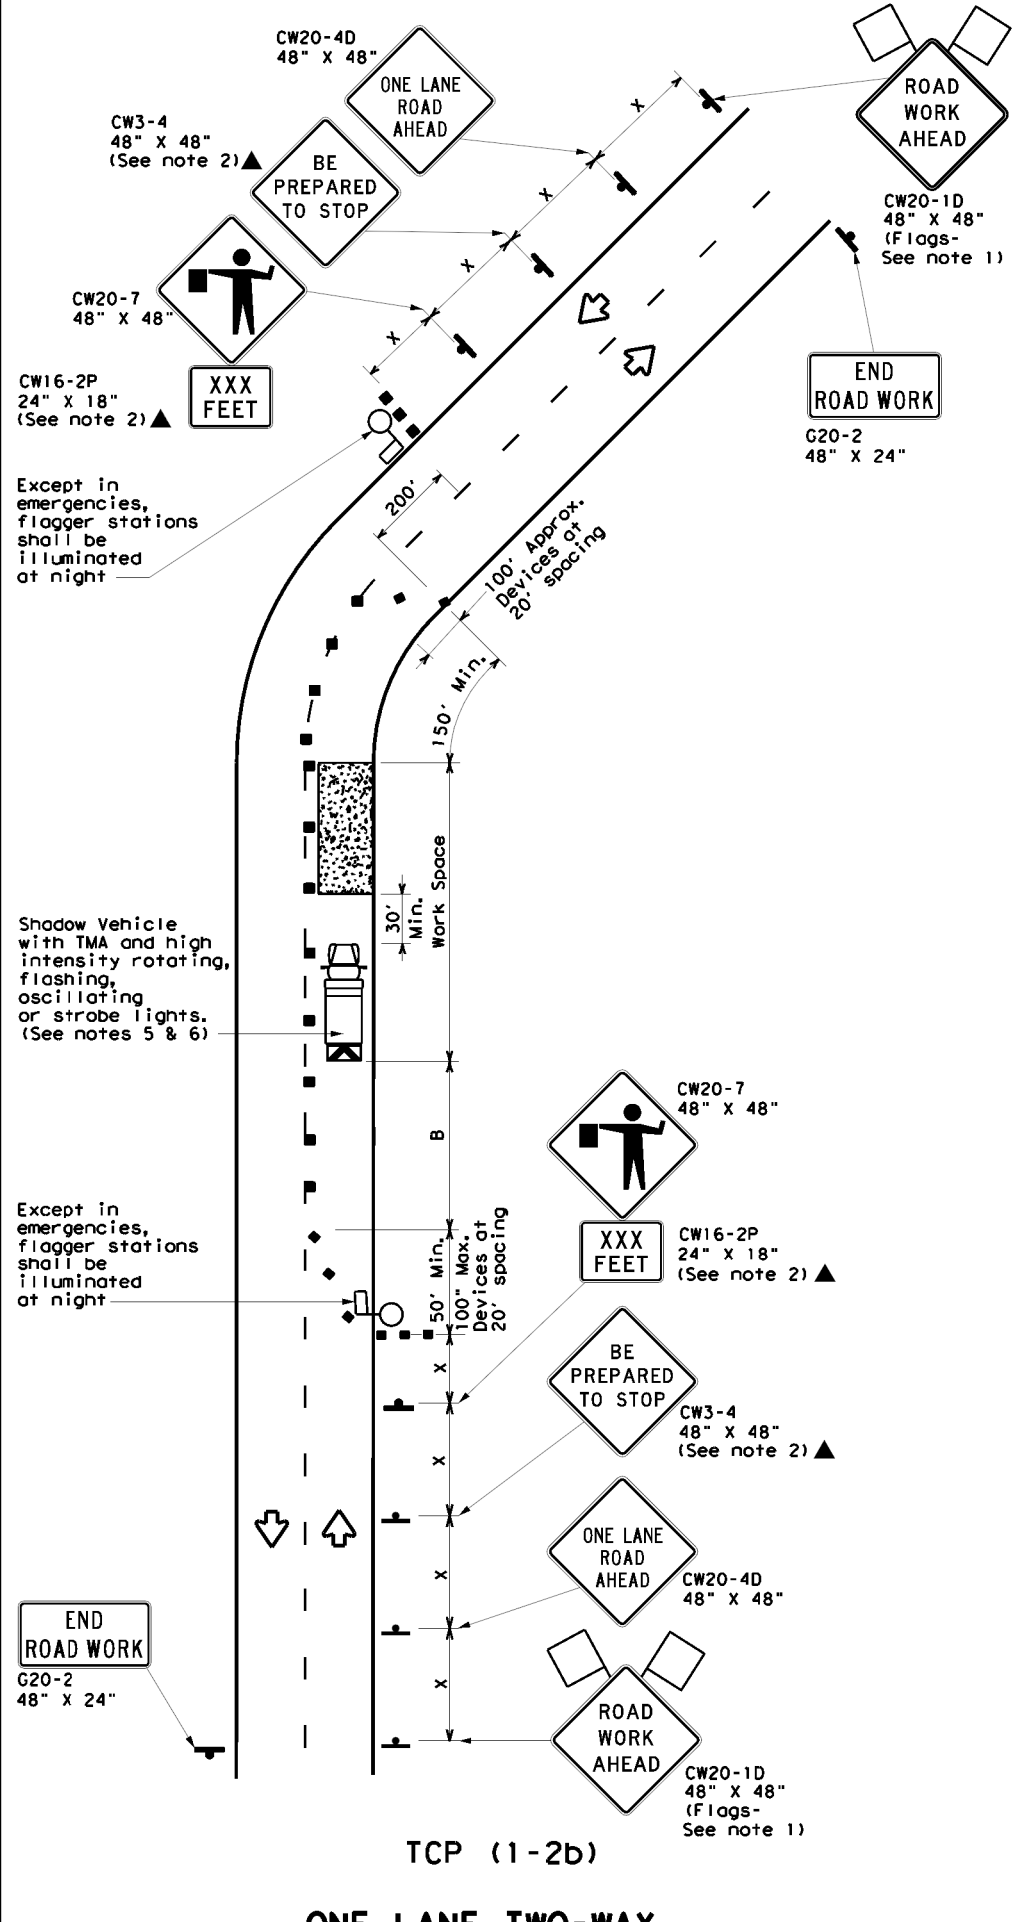 CW20-4D
48" X 48"
ONE LANE
ROAD
AHEAD
ROAD
WORK
AHEAD
CW20-1D
48" X 48"
(Flags-
See note 1)
CW3-4
48" X 48"
(See note 2)
BE
PREPARED
TO STOP
CW20-7
48" X 48"
CW16-2P
24" X 18"
(See note 2)
XXX
FEET
X
X
X
X
END
ROAD WORK
G20-2
48" X 24"
Except in
emergencies,
flagger stations
shall be
illuminated
at night
200'
100' Approx.
Devices at
20' spacing
150' Min.
Work Space
30'
Min.
Shadow Vehicle
with TMA and high
intensity rotating,
flashing,
oscillating
or strobe lights.
(See notes 5 & 6)
B
CW20-7
48" X 48"
XXX
FEET
CW16-2P
24" X 18"
(See note 2)
Except in
emergencies,
flagger stations
shall be
illuminated
at night
50' Min.
100" Max.
Devices at
20' spacing
X
X
X
X
BE
PREPARED
TO STOP
CW3-4
48" X 48"
(See note 2)
ONE LANE
ROAD
AHEAD
CW20-4D
48" X 48"
END
ROAD WORK
G20-2
48" X 24"
ROAD
WORK
AHEAD
CW20-1D
48" X 48"
(Flags-
See note 1)
TCP (1-2b)
ONE LANE TWO-WAY